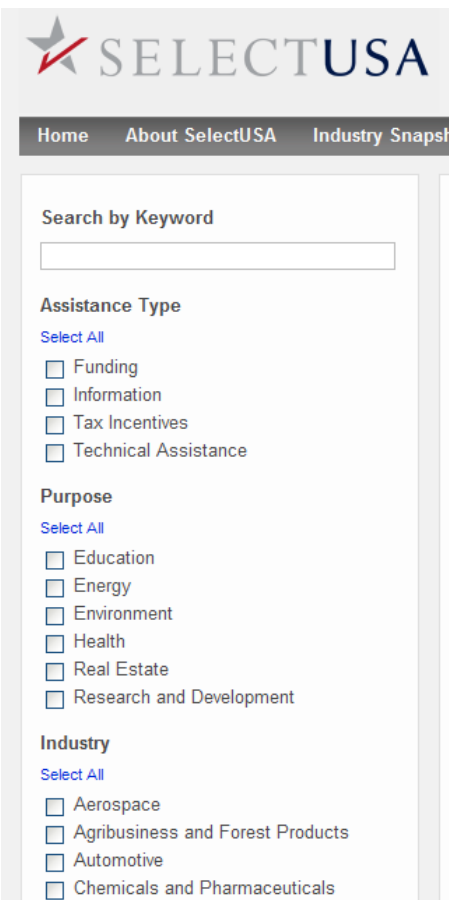 SELECTUSA
Home About SelectUSA Industry Snapsh
Search by Keyword
Assistance Type
Select All
Funding
Information
Tax Incentives
Technical Assistance
Purpose
Select All
Education
Energy
Environment
Health
Real Estate
Research and Development
Industry
Select All
Aerospace
Agribusiness and Forest Products
Automotive
Chemicals and Pharmaceuticals